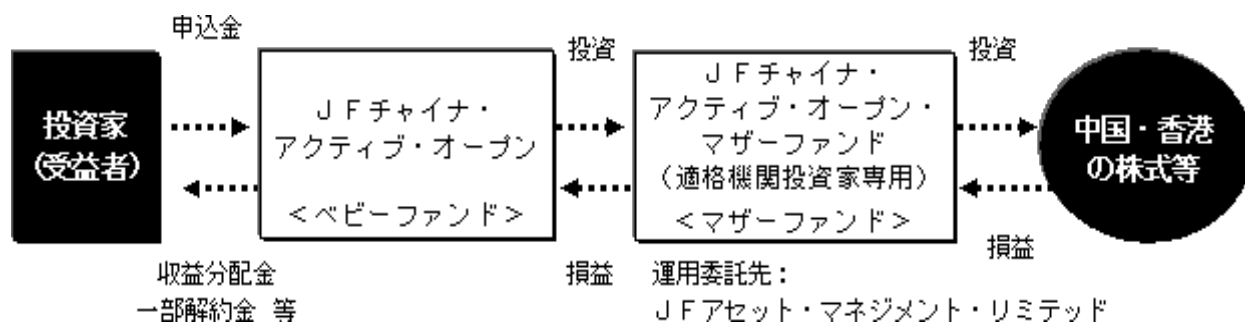 申込金
投資家
(受益者)
収益分配金
一部解約金 等
ＪＦチャイナ・
アクティブ・オープン
＜ベビーファンド＞
投資
損益
ＪＦチャイナ・
アクティブ・オープン・
マザーファンド
（適格機関投資家専用）
＜マザーファンド＞
運用委託先：
ＪＦアセット・マネジメント・リミテッド
投資
損益
中国・香港
の株式等